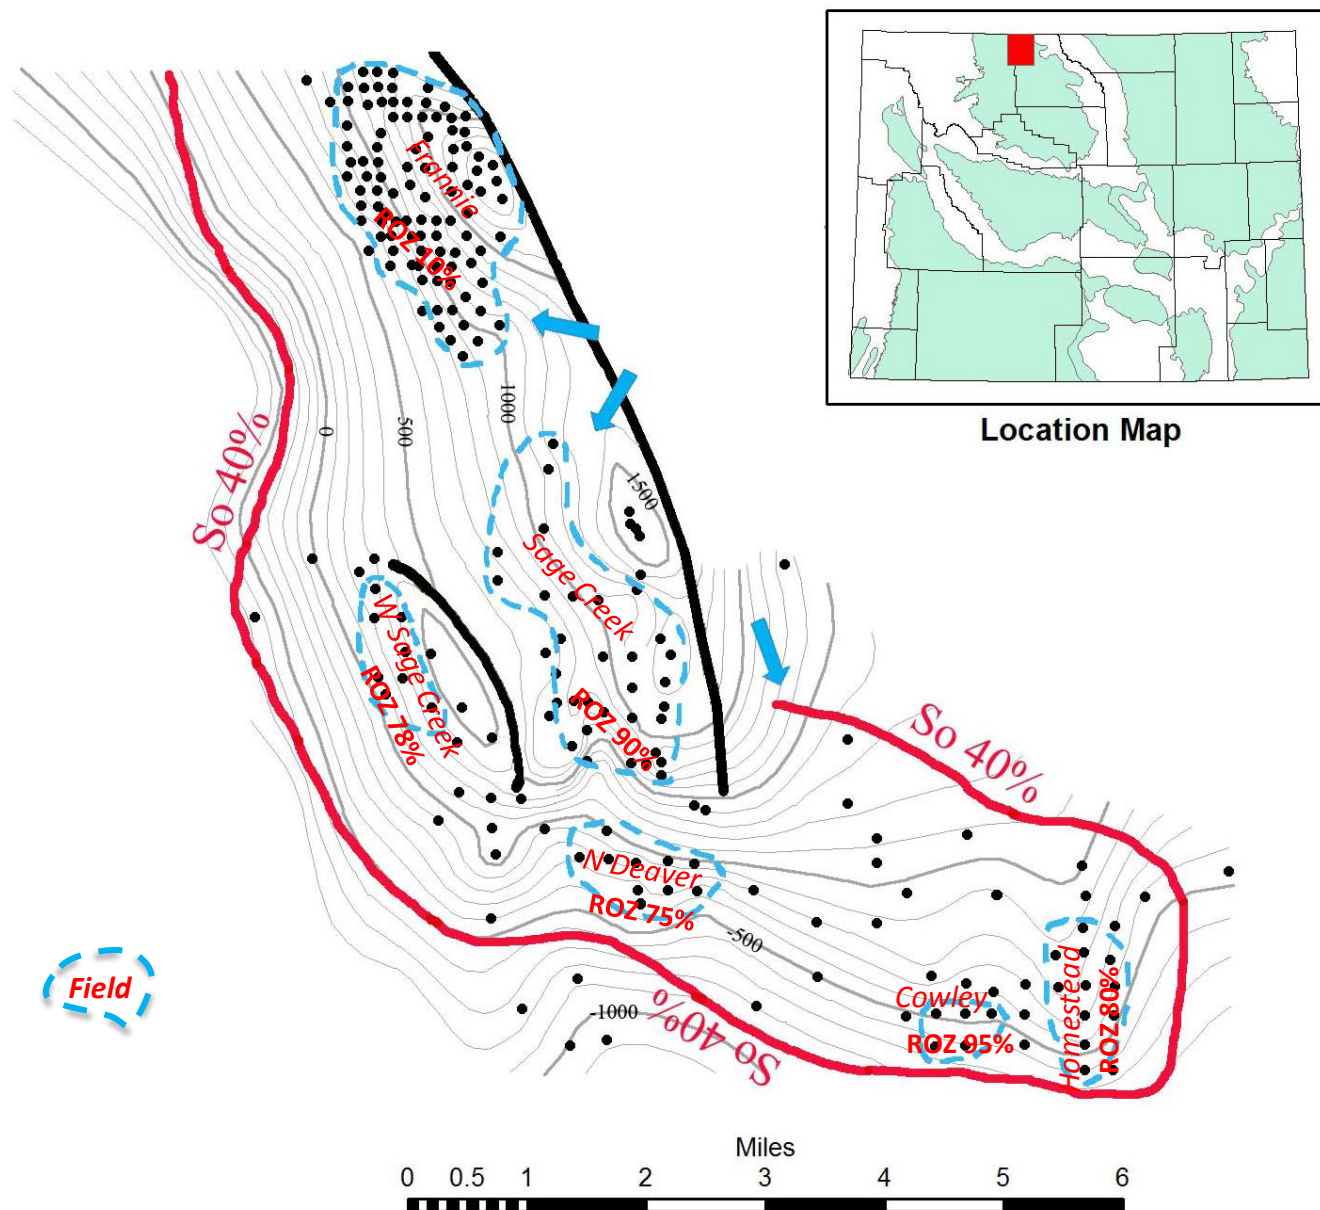 Location Map
Frannie
ROZ 10%
1000
500
0
So 40%
1500
Sage Creek
ROZ 90%
W Sage Creek
ROZ 78%
So 40%
N Deaver
ROZ 75%
-500
Field
Cowley
ROZ 95%
Homestead
ROZ 80%
-1000
So 40%
Miles
0 0.5 1 2 3 4 5 6